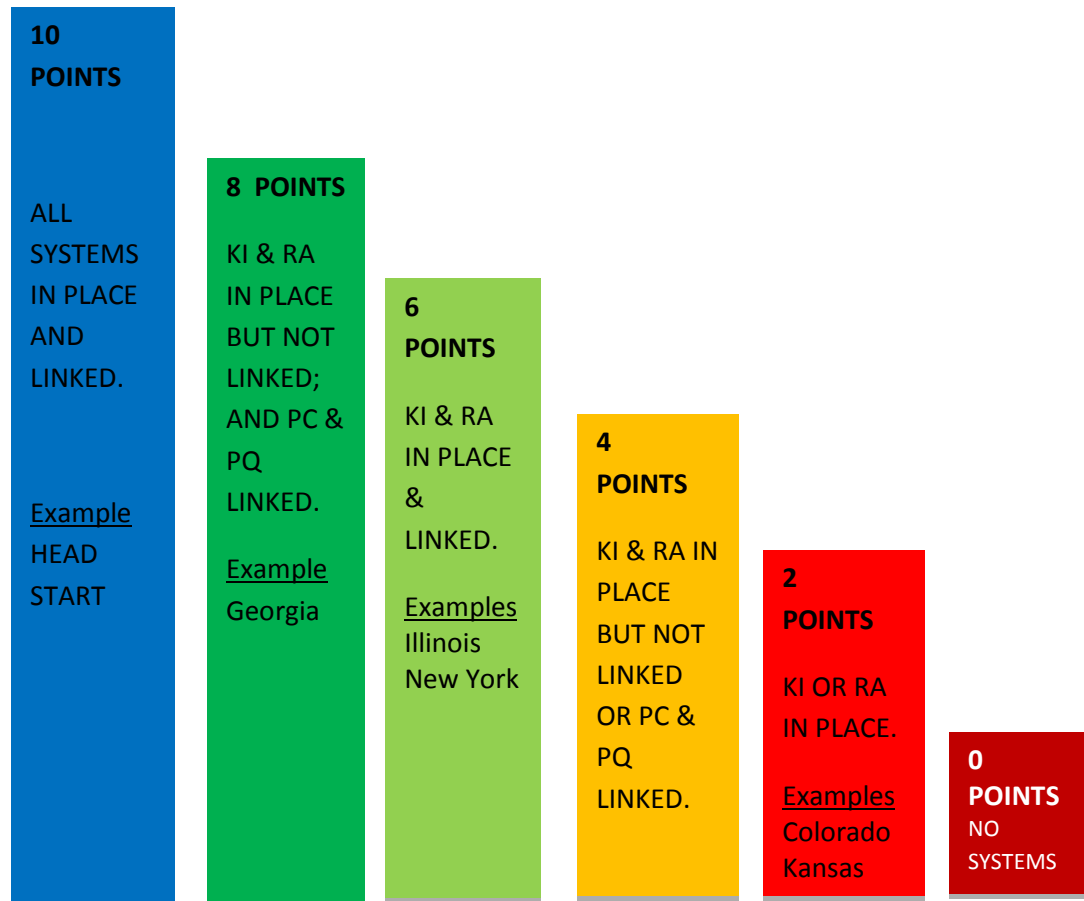 10
POINTS
ALL
SYSTEMS
IN PLACE
AND
LINKED.
Example
HEAD
START
8  POINTS
KI & RA
IN PLACE
BUT NOT
LINKED;
AND PC &
PQ
LINKED.
Example
Georgia
6
POINTS
KI & RA
IN PLACE
&
LINKED.
Examples
Illinois
New York
4
POINTS
KI & RA IN
PLACE
BUT NOT
LINKED
OR PC &
PQ
LINKED.
2
POINTS
KI OR RA
IN PLACE.
Examples
Colorado
Kansas
0
POINTS
NO
SYSTEMS